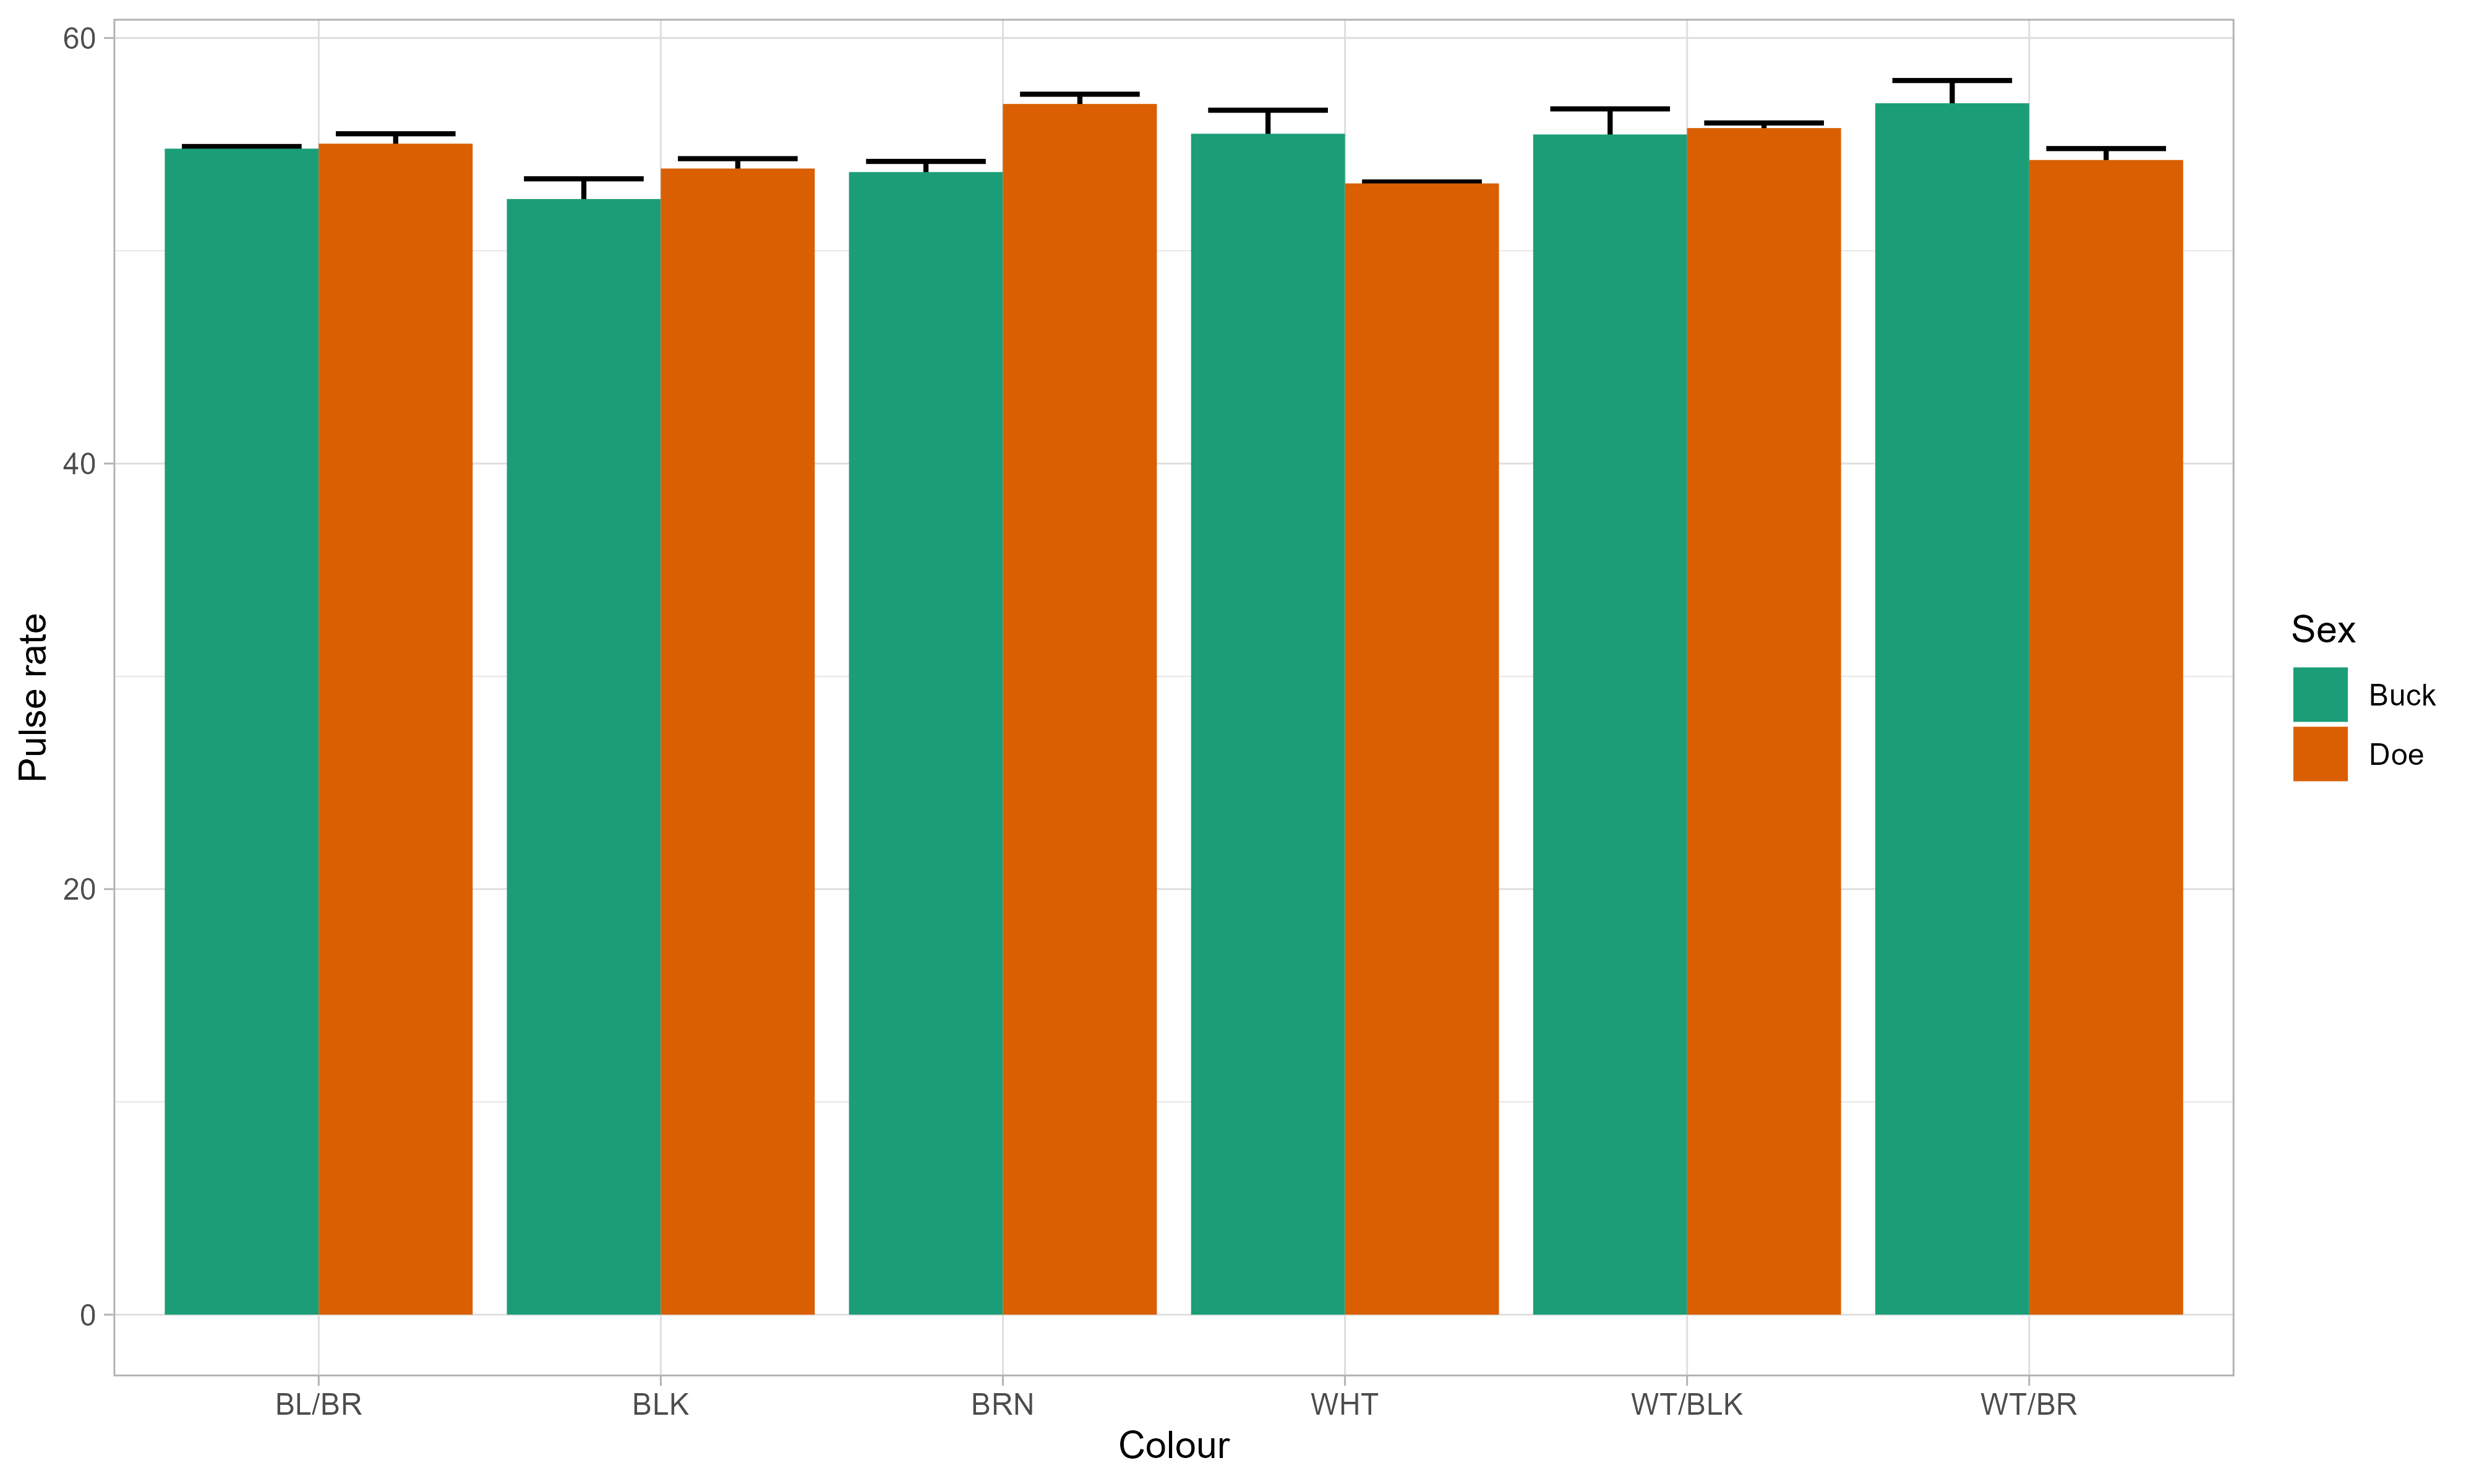 60
40
20
0
Pulse rate
BL/BR BLK BRN WHT WT/BLK WT/BR
Colour
Sex
Buck
Doe